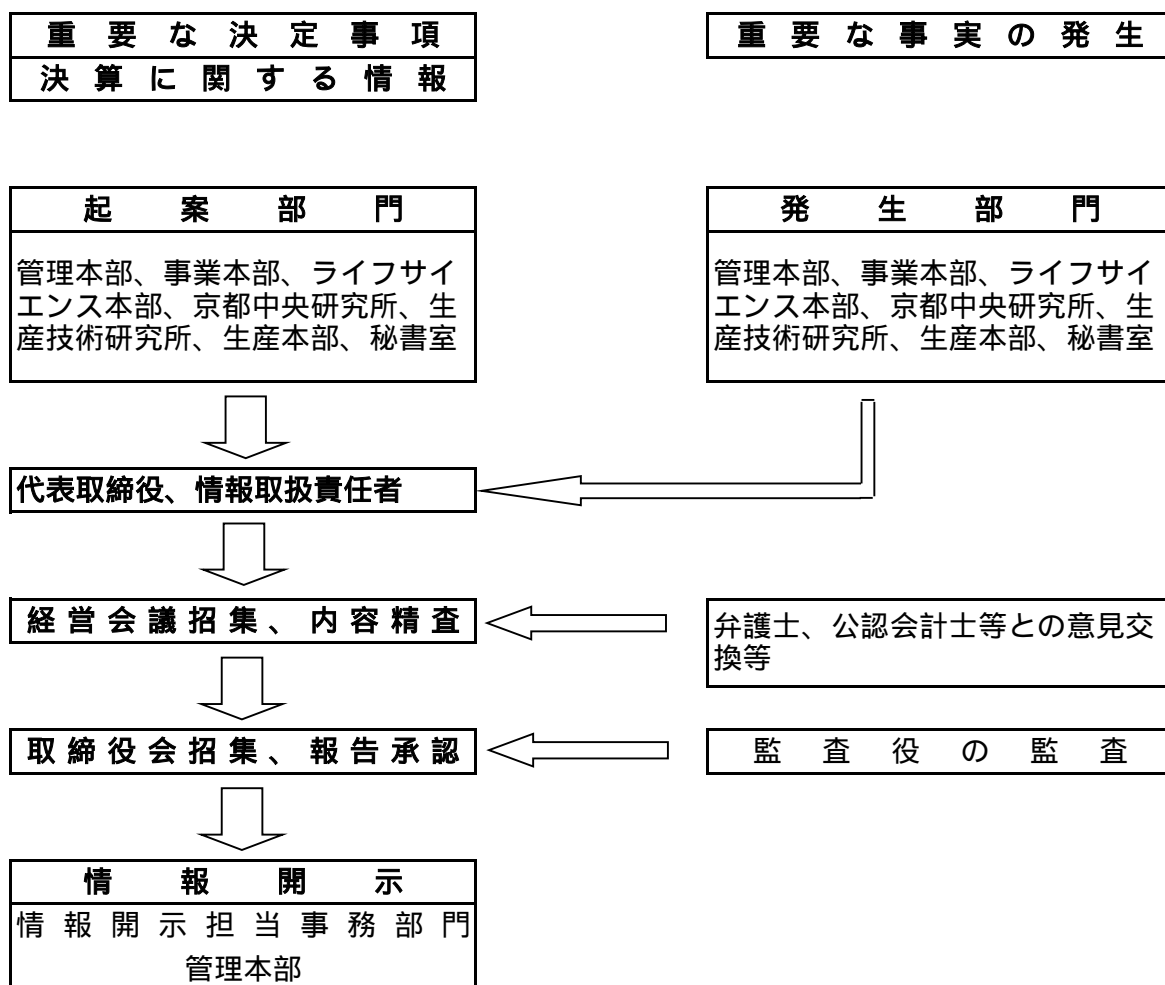 重要な決定事項
決算に関する情報
重要な事実の発生
起案部門
管理本部、事業本部、ライフサイ
エンス本部、京都中央研究所、生
産技術研究所、生産本部、秘書室
発生部門
管理本部、事業本部、ライフサイ
エンス本部、京都中央研究所、生
産技術研究所、生産本部、秘書室
代表取締役、情報取扱責任者
経営会議招集、内容精査
弁護士、公認会計士等との意見交
換等
取締役会招集、報告承認
監査役の監査
情報開示
情報開示担当事務部門
管理本部